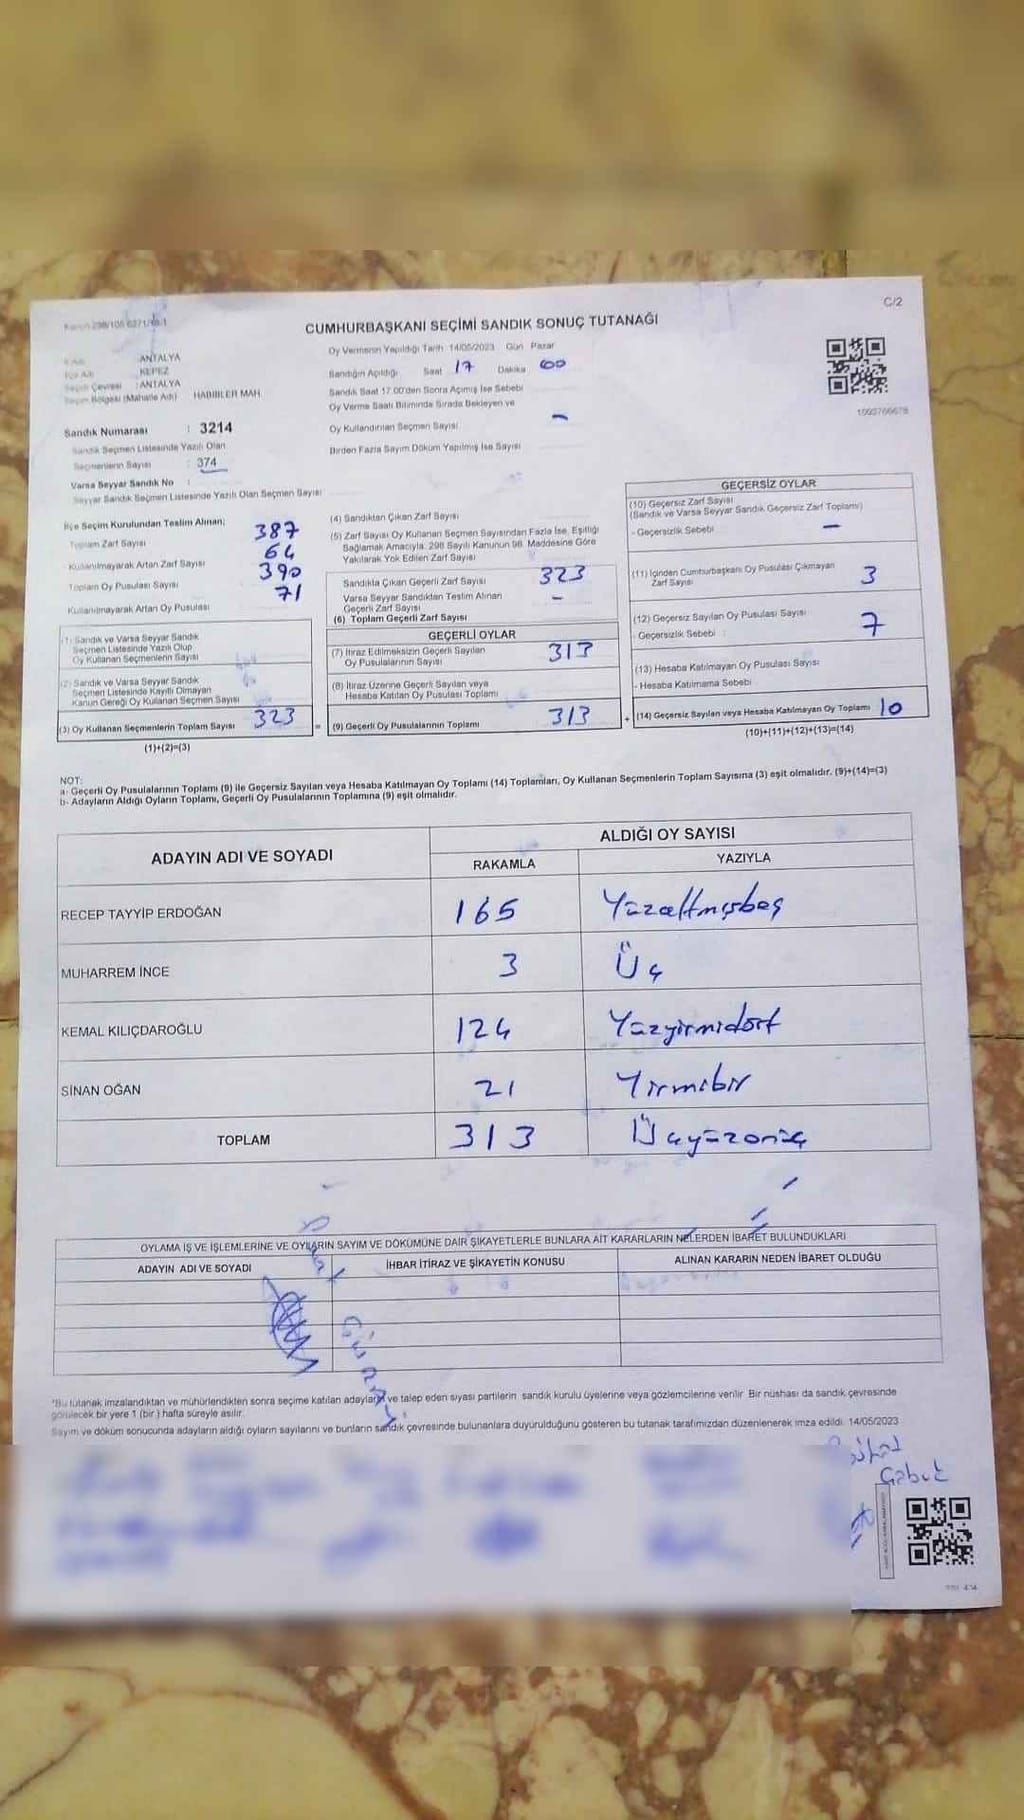 C/2
CUMHURBAŞKANI SEÇİMİ SANDIK SONUÇ TUTANAĞI
ANTALYA
KEPEZ
Seçim Çevresi : ANTALYA
Seçim Bölgesi (Mahalle Adı) HABİBLER MAH.
Sandık Numarası : 3214
Sandık Seçmen Listesinde Yazılı Olan
Seçmenlerin Sayısı : 374
Varsa Seyyar Sandık No :
Seyyar Sandık Seçmen Listesinde Yazılı Olan Seçmen Sayısı
Oy Vermenin Yapıldığı Tarih 14/05/2023 Gün Pazar
Sandığın Açıldığı Saat 17 Dakika 00
Sandık Saat 17.00'den Sonra Açılmış İse Sebebi
Oy Verme Saati Bitiminde Sırada Bekleyen ve
Oy Kullandırılan Seçmen Sayısı -
Birden Fazla Sayım Döküm Yapılmış İse Sayısı
1003766678
İlçe Seçim Kurulundan Teslim Alınan;
Toplam Zarf Sayısı 387
Kullanılmayarak Artan Zarf Sayısı 64
Toplam Oy Pusulası Sayısı 390
Kullanılmayarak Artan Oy Pusulası 71
(1) Sandık ve Varsa Seyyar Sandık
Seçmen Listesinde Yazılı Olup
Oy Kullanan Seçmenlerin Sayısı
(2) Sandık ve Varsa Seyyar Sandık
Seçmen Listesinde Kayıtlı Olmayan
Kanun Gereği Oy Kullanan Seçmen Sayısı
(3) Oy Kullanan Seçmenlerin Toplam Sayısı 323
(1)+(2)=(3)
(4) Sandıktan Çıkan Zarf Sayısı
(5) Zarf Sayısı Oy Kullanan Seçmen Sayısından Fazla İse, Eşitliği
Sağlamak Amacıyla, 298 Sayılı Kanunun 98. Maddesine Göre
Yakılarak Yok Edilen Zarf Sayısı
Sandıkta Çıkan Geçerli Zarf Sayısı 323
Varsa Seyyar Sandıktan Teslim Alınan
Geçerli Zarf Sayısı -
(6) Toplam Geçerli Zarf Sayısı
GEÇERLİ OYLAR
(7) İtiraz Edilmeksizin Geçerli Sayılan
Oy Pusulalarının Sayısı 313
(8) İtiraz Üzerine Geçerli Sayılan veya
Hesaba Katılan Oy Pusulası Toplamı
= (9) Geçerli Oy Pusulalarının Toplamı 313
GEÇERSİZ OYLAR
(10) Geçersiz Zarf Sayısı
(Sandık ve Varsa Seyyar Sandık Geçersiz Zarf Toplamı)
- Geçersizlik Sebebi : -
(11) İçinden Cumhurbaşkanı Oy Pusulası Çıkmayan
Zarf Sayısı 3
(12) Geçersiz Sayılan Oy Pusulası Sayısı
- Geçersizlik Sebebi : 7
(13) Hesaba Katılmayan Oy Pusulası Sayısı
- Hesaba Katılmama Sebebi
+ (14) Geçersiz Sayılan veya Hesaba Katılmayan Oy Toplamı 10
(10)+(11)+(12)+(13)=(14)
NOT:
a- Geçerli Oy Pusulalarının Toplamı (9) ile Geçersiz Sayılan veya Hesaba Katılmayan Oy Toplamı (14) Toplamları, Oy Kullanan Seçmenlerin Toplam Sayısına (3) eşit olmalıdır. (9)+(14)=(3)
b- Adayların Aldığı Oyların Toplamı, Geçerli Oy Pusulalarının Toplamına (9) eşit olmalıdır.
ADAYIN ADI VE SOYADI
ALDIĞI OY SAYISI
RAKAMLA YAZIYLA
RECEP TAYYİP ERDOĞAN 165 Yüzaltmışbeş
MUHARREM İNCE 3 Üç
KEMAL KILIÇDAROĞLU 124 Yüzyirmidört
SİNAN OĞAN 21 Yirmibir
TOPLAM 313 Üçyüzonüç
OYLAMA İŞ VE İŞLEMLERİNE VE OYLARIN SAYIM VE DÖKÜMÜNE DAİR ŞİKAYETLERLE BUNLARA AİT KARARLARIN NELERDEN İBARET BULUNDUKLARI
ADAYIN ADI VE SOYADI İHBAR İTİRAZ VE ŞİKAYETİN KONUSU ALINAN KARARIN NEDEN İBARET OLDUĞU
*Bu tutanak imzalandıktan ve mühürlendikten sonra seçime katılan adayların ve talep eden siyasi partilerin sandık kurulu üyelerine veya gözlemcilerine verilir. Bir nüshası da sandık çevresinde
görülecek bir yere 1 (bir) hafta süreyle asılır.
Sayım ve döküm sonucunda adayların aldığı oyların sayılarını ve bunların sandık çevresinde bulunanlara duyurulduğunu gösteren bu tutanak tarafımızdan düzenlenerek imza edildi. 14/05/2023